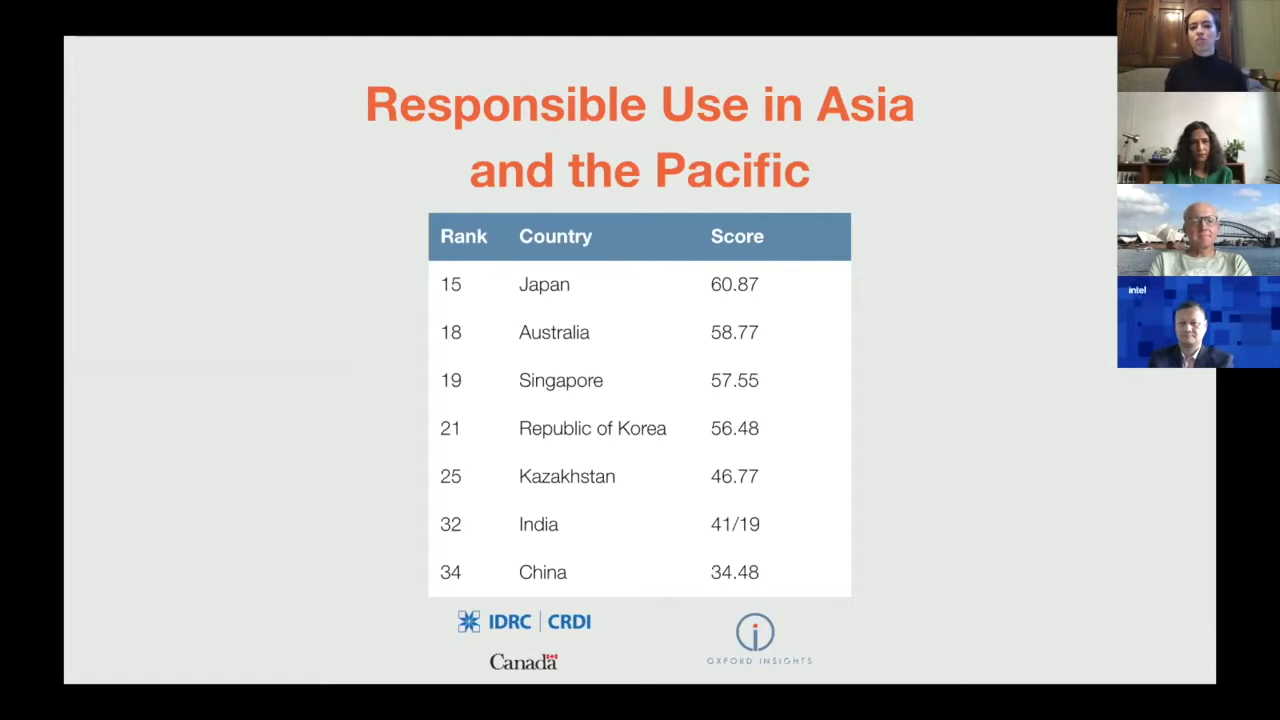 Responsible Use in Asia
and the Pacific
Rank Country Score
15 Japan 60.87
18 Australia 58.77
19 Singapore 57.55
21 Republic of Korea 56.48
25 Kazakhstan 46.77
32 India 41/19
34 China 34.48
IDRC | CRDI
Canada
OXFORD INSIGHTS
intel